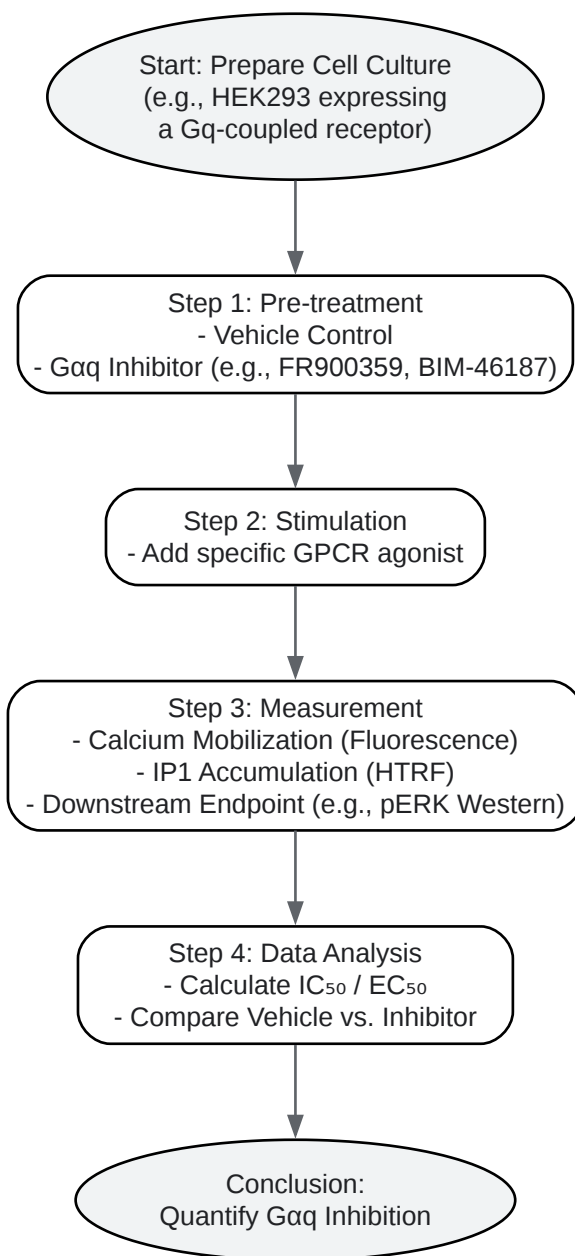 Start: Prepare Cell Culture
(e.g., HEK293 expressing
a Gq-coupled receptor)
Step 1: Pre-treatment
- Vehicle Control
- Gαq Inhibitor (e.g., FR900359, BIM-46187)
Step 2: Stimulation
- Add specific GPCR agonist
Step 3: Measurement
- Calcium Mobilization (Fluorescence)
- IP1 Accumulation (HTRF)
- Downstream Endpoint (e.g., pERK Western)
Step 4: Data Analysis
- Calculate IC₅₀ / EC₅₀
- Compare Vehicle vs. Inhibitor
Conclusion:
Quantify Gαq Inhibition